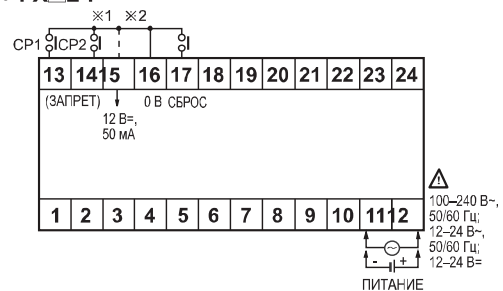 ※1 ※2
CP1 CP2
13 14 15 16 17 18 19 20 21 22 23 24
(ЗАПРЕТ) 0 В СБРОС
12 В=,
50 мА
1 2 3 4 5 6 7 8 9 10 11 12
100–240 В~,
50/60 Гц;
12–24 В~,
50/60 Гц;
12–24 В=
- +
ПИТАНИЕ